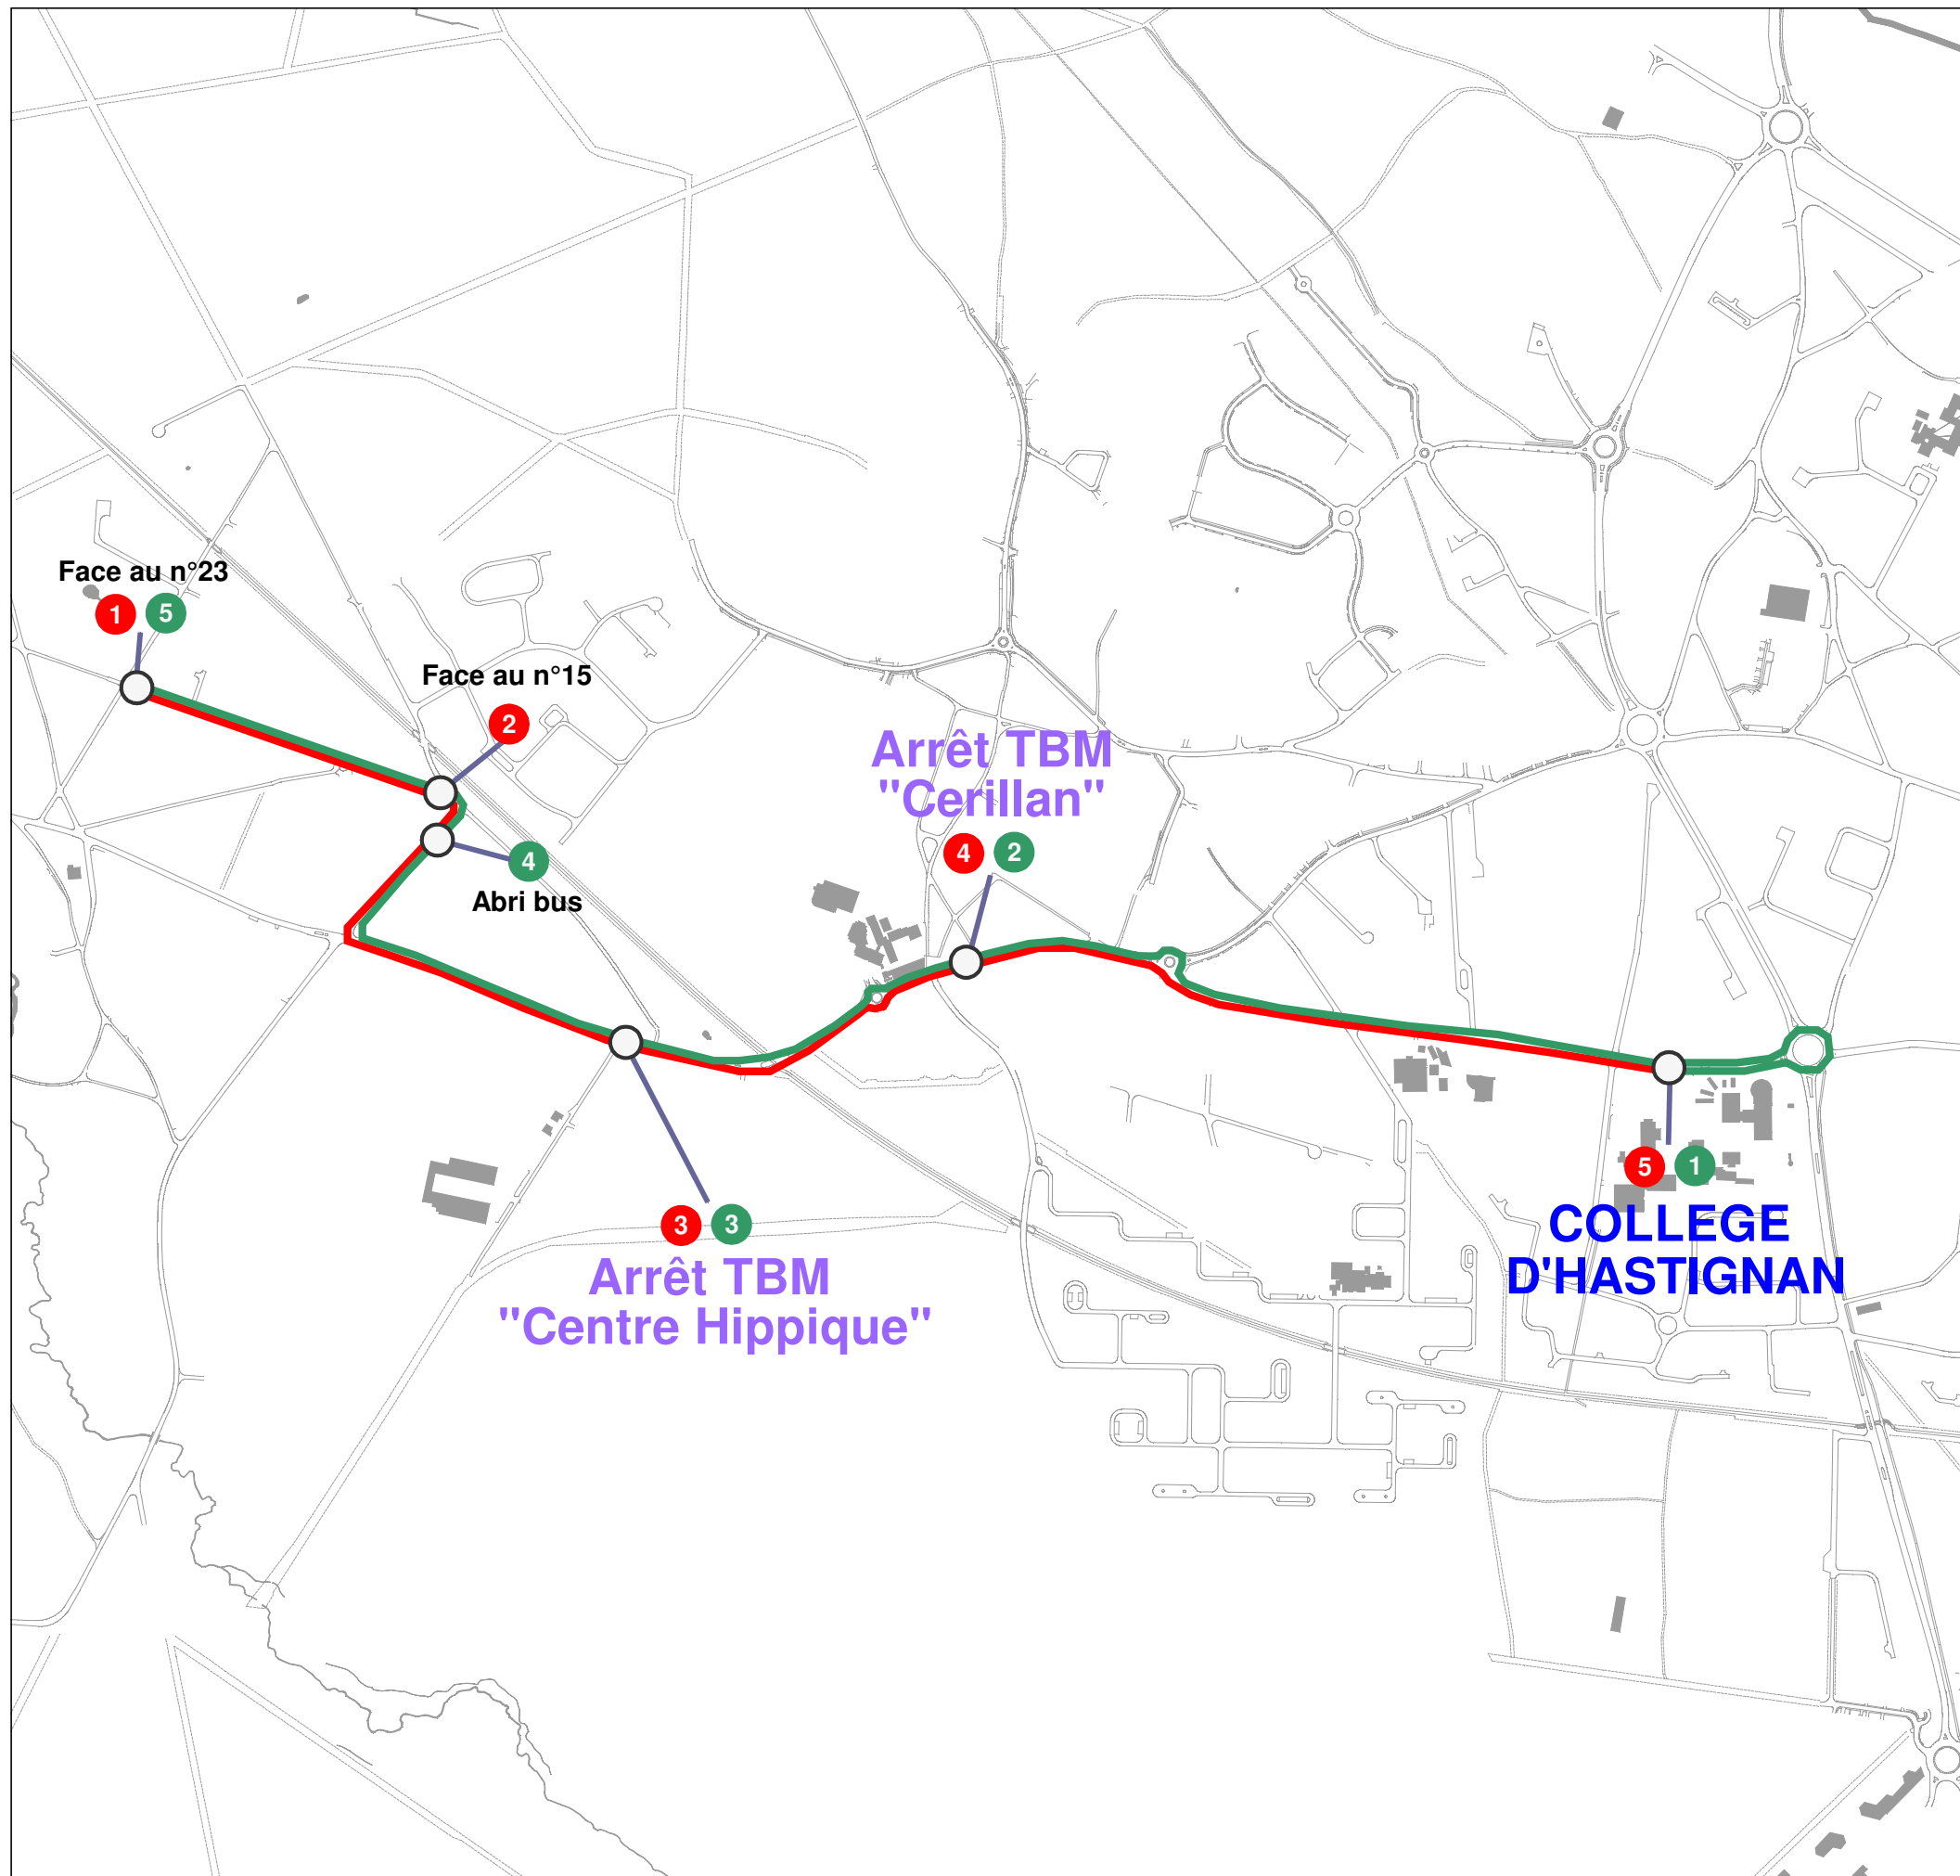 Face au n°23
1 5
Face au n°15
2
Arrêt TBM
"Cerillan"
4 2
4
Abri bus
5 1
COLLEGE
D'HASTIGNAN
3 3
Arrêt TBM
"Centre Hippique"